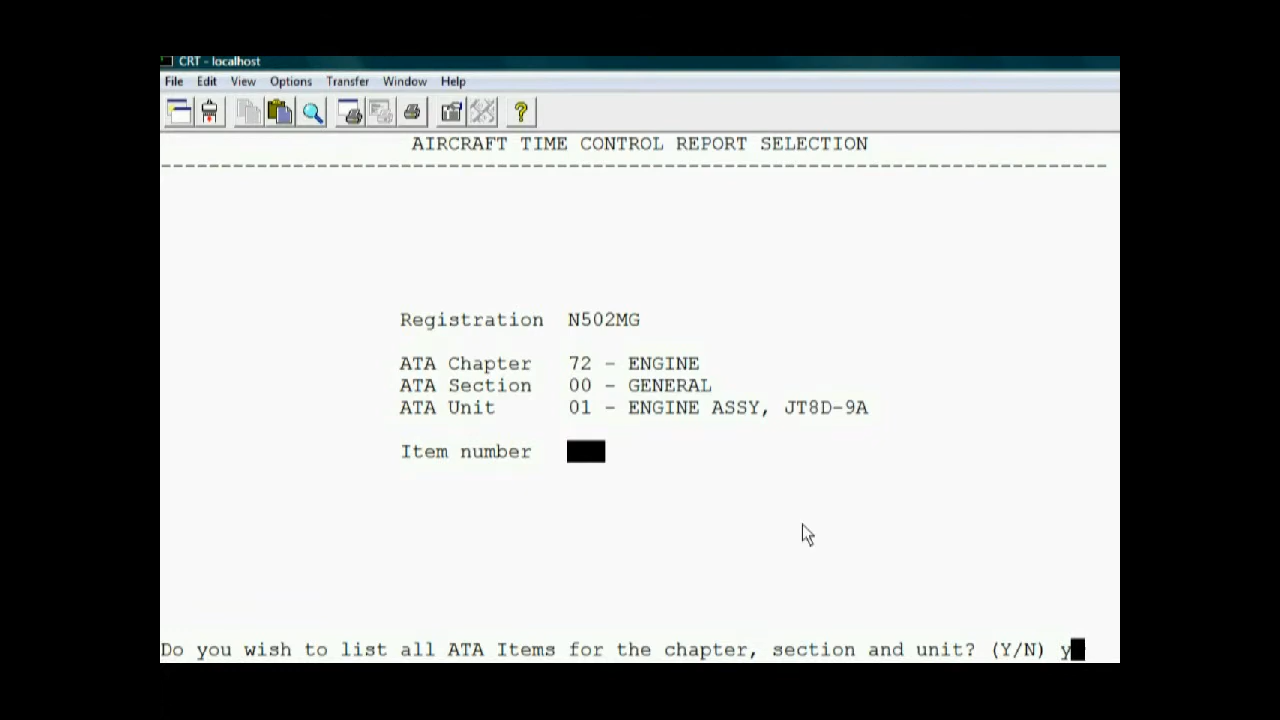 CRT - localhost
File Edit View Options Transfer Window Help
AIRCRAFT TIME CONTROL REPORT SELECTION
Registration N502MG
ATA Chapter 72 - ENGINE
ATA Section 00 - GENERAL
ATA Unit 01 - ENGINE ASSY, JT8D-9A
Item number
Do you wish to list all ATA Items for the chapter, section and unit? (Y/N) y